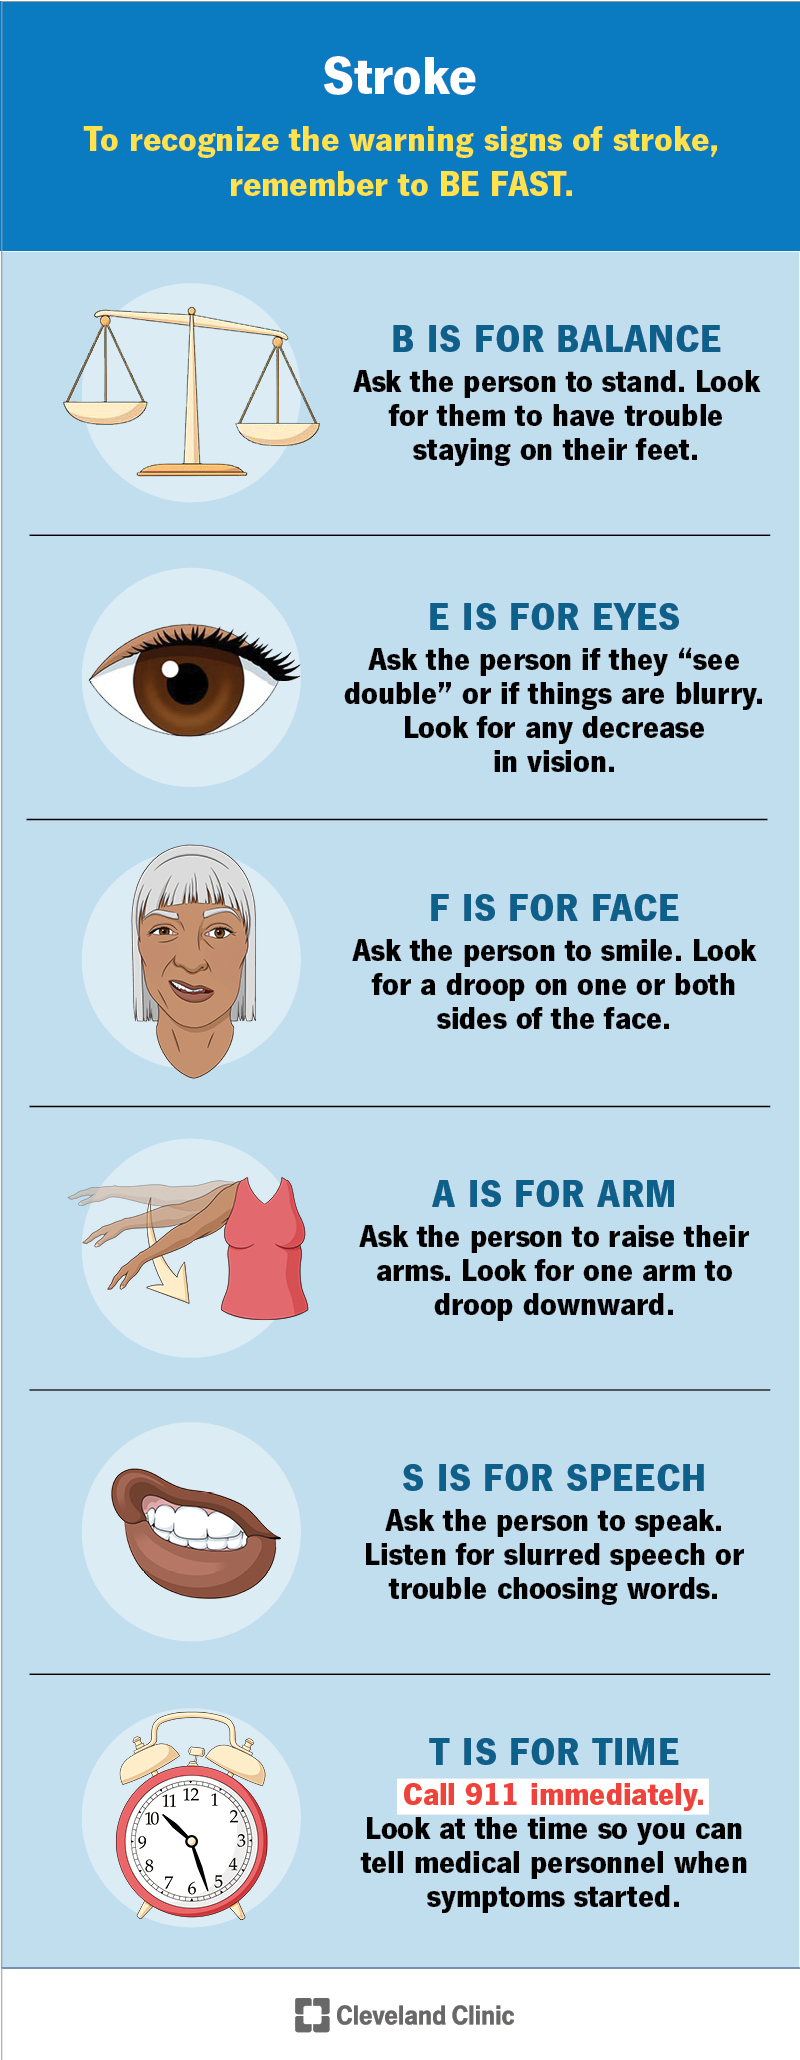 Stroke
To recognize the warning signs of stroke,
remember to BE FAST.
B IS FOR BALANCE
Ask the person to stand. Look
for them to have trouble
staying on their feet.
E IS FOR EYES
Ask the person if they “see
double” or if things are blurry.
Look for any decrease
in vision.
F IS FOR FACE
Ask the person to smile. Look
for a droop on one or both
sides of the face.
A IS FOR ARM
Ask the person to raise their
arms. Look for one arm to
droop downward.
S IS FOR SPEECH
Ask the person to speak.
Listen for slurred speech or
trouble choosing words.
T IS FOR TIME
Call 911 immediately.
Look at the time so you can
tell medical personnel when
symptoms started.
12
1
2
3
4
5
6
7
8
9
10
11
Cleveland Clinic